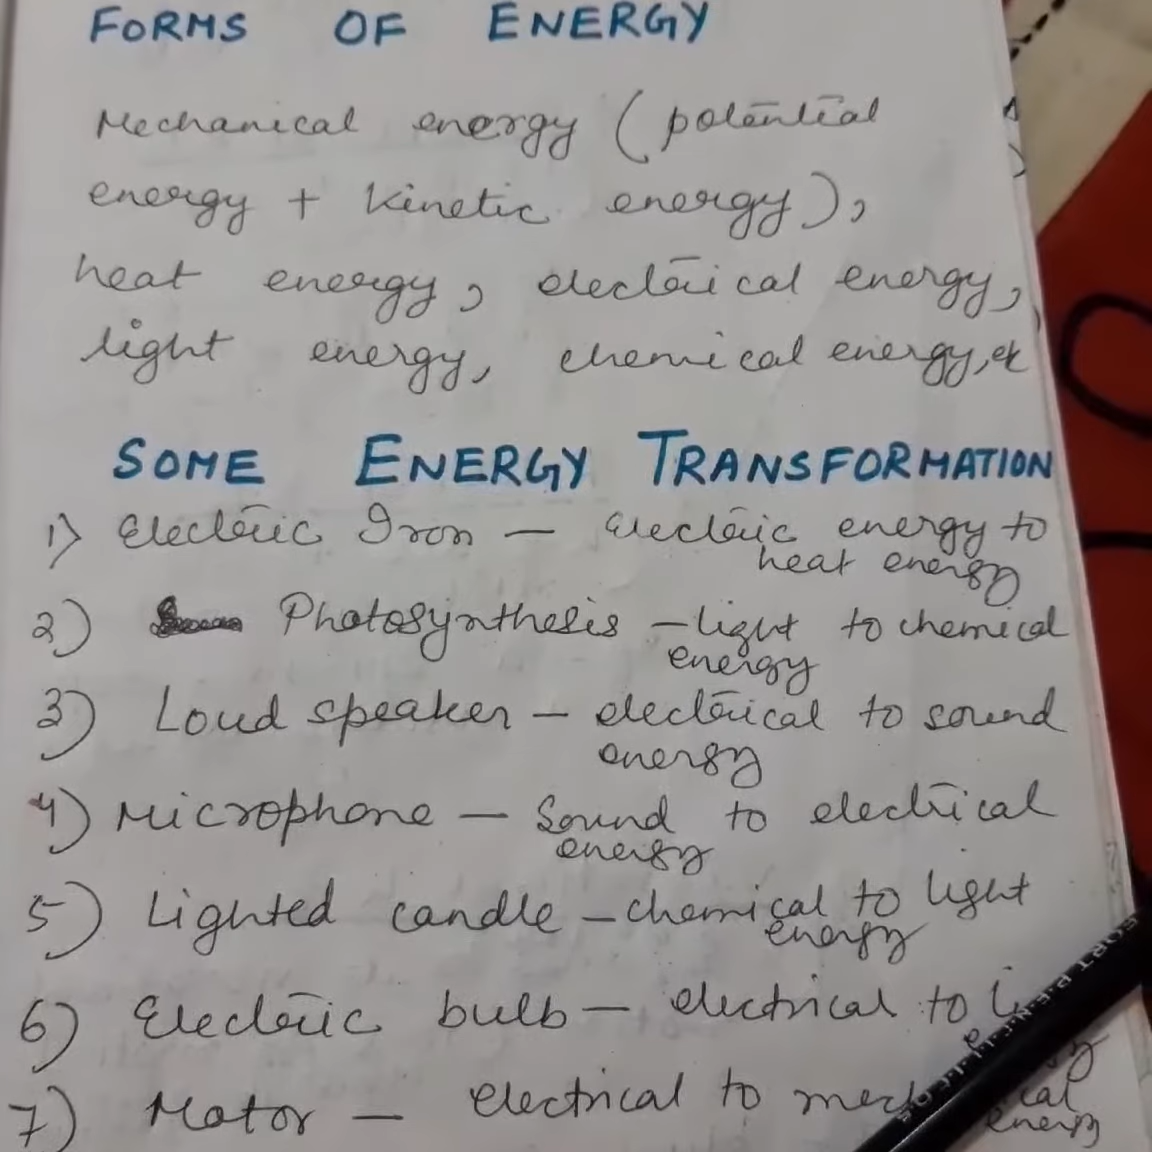 FORMS OF ENERGY
Mechanical energy (potential
energy + kinetic energy),
heat energy, electrical energy,
light energy, chemical energy, etc
SOME ENERGY TRANSFORMATION
1) Electric Iron - Electric energy to
heat energy
2) Photosynthesis - light to chemical
energy
3) Loud speaker - electrical to sound
energy
4) Microphone - Sound to electrical
energy
5) Lighted candle - chemical to light
energy
6) Electric bulb - electrical to
7) Motor - electrical to
energy